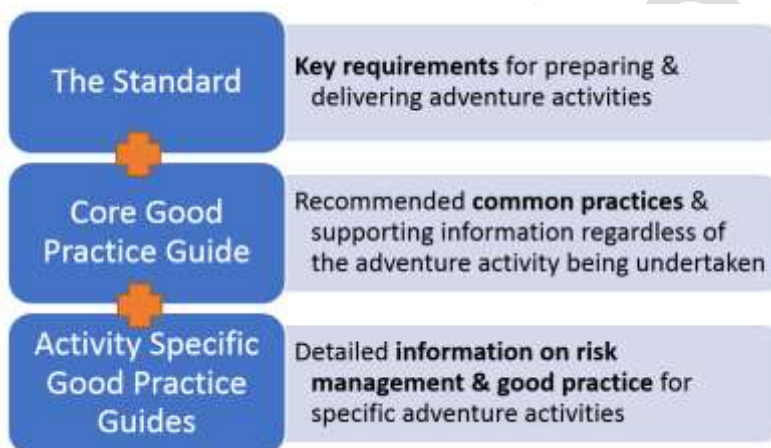 The Standard
Key requirements for preparing &
delivering adventure activities
Core Good
Practice Guide
Recommended common practices &
supporting information regardless of
the adventure activity being undertaken
Activity Specific
Good Practice
Guides
Detailed information on risk
management & good practice for
specific adventure activities